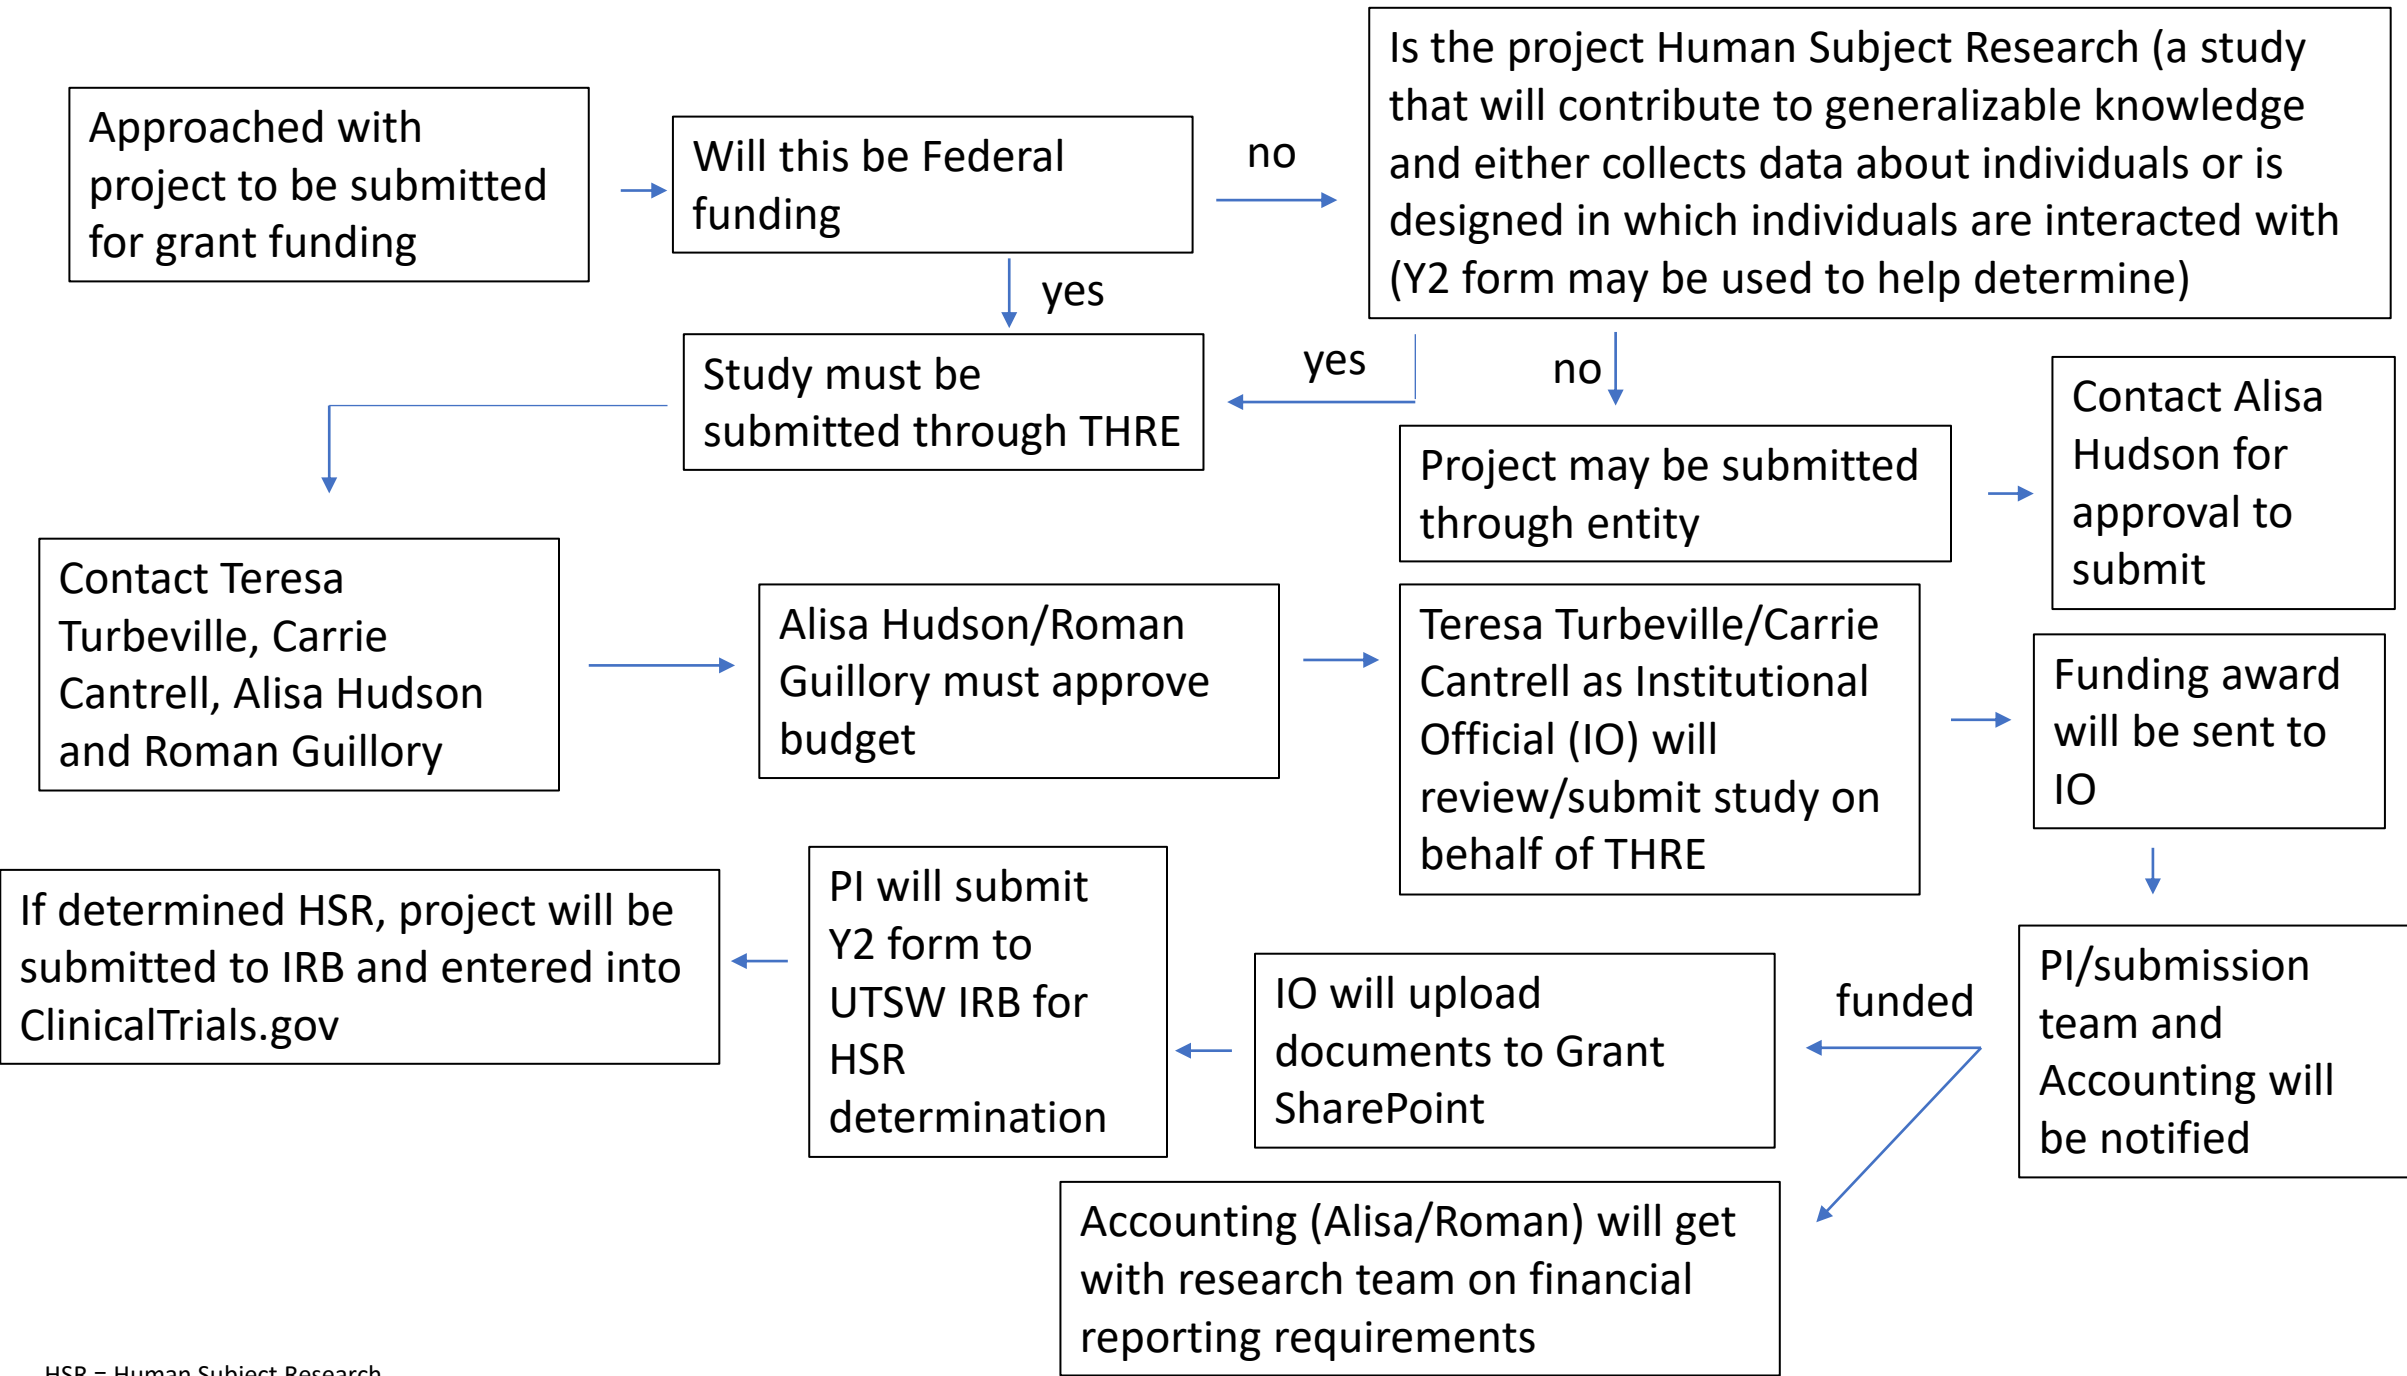 Approached with
project to be submitted
for grant funding
Will this be Federal
funding
no
Is the project Human Subject Research (a study
that will contribute to generalizable knowledge
and either collects data about individuals or is
designed in which individuals are interacted with
(Y2 form may be used to help determine)
yes
Study must be
submitted through THRE
yes
no
Project may be submitted
through entity
Contact Alisa
Hudson for
approval to
submit
Contact Teresa
Turbeville, Carrie
Cantrell, Alisa Hudson
and Roman Guillory
Alisa Hudson/Roman
Guillory must approve
budget
Teresa Turbeville/Carrie
Cantrell as Institutional
Official (IO) will
review/submit study on
behalf of THRE
Funding award
will be sent to
IO
PI/submission
team and
Accounting will
be notified
funded
IO will upload
documents to Grant
SharePoint
PI will submit
Y2 form to
UTSW IRB for
HSR
determination
If determined HSR, project will be
submitted to IRB and entered into
ClinicalTrials.gov
Accounting (Alisa/Roman) will get
with research team on financial
reporting requirements
HSR = Human Subject Research